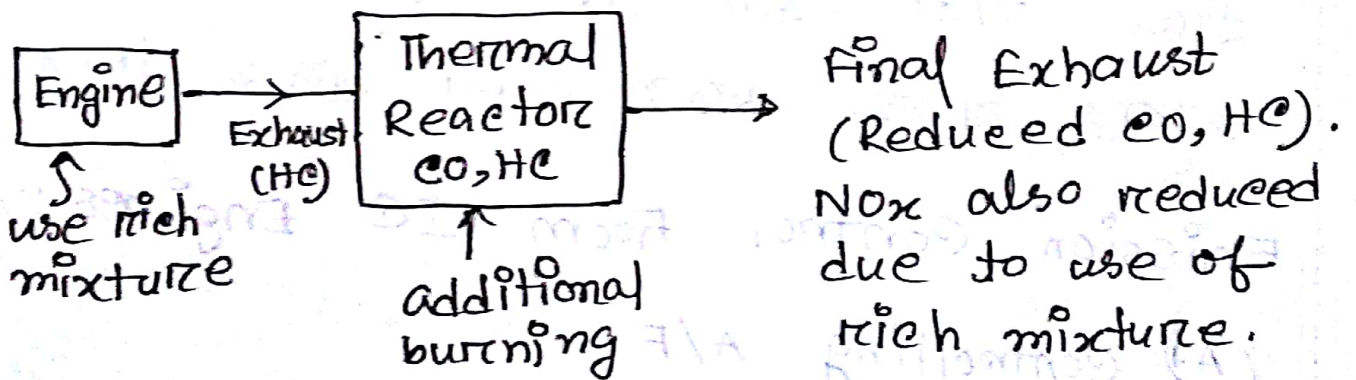 Engine
use rich
mixture
Exhaust
(HC)
Thermal
Reactor
CO, HC
additional
burning
Final Exhaust
(Reduced CO, HC).
NOx also reduced
due to use of
rich mixture.